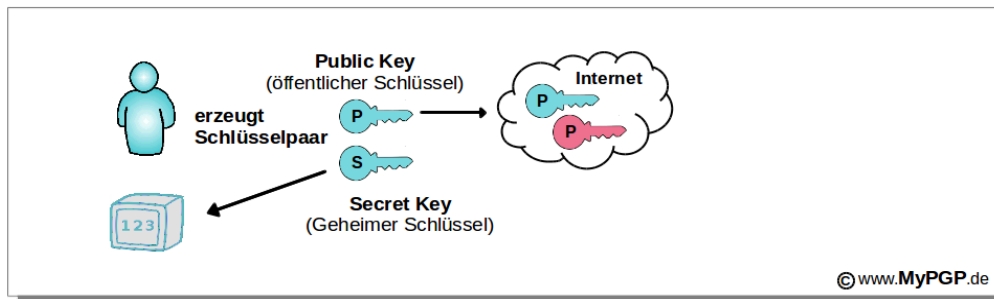 Public Key
(öffentlicher Schlüssel)
erzeugt
Schlüsselpaar
P
S
Secret Key
(Geheimer Schlüssel)
Internet
P
P
123
© www.MyPGP.de